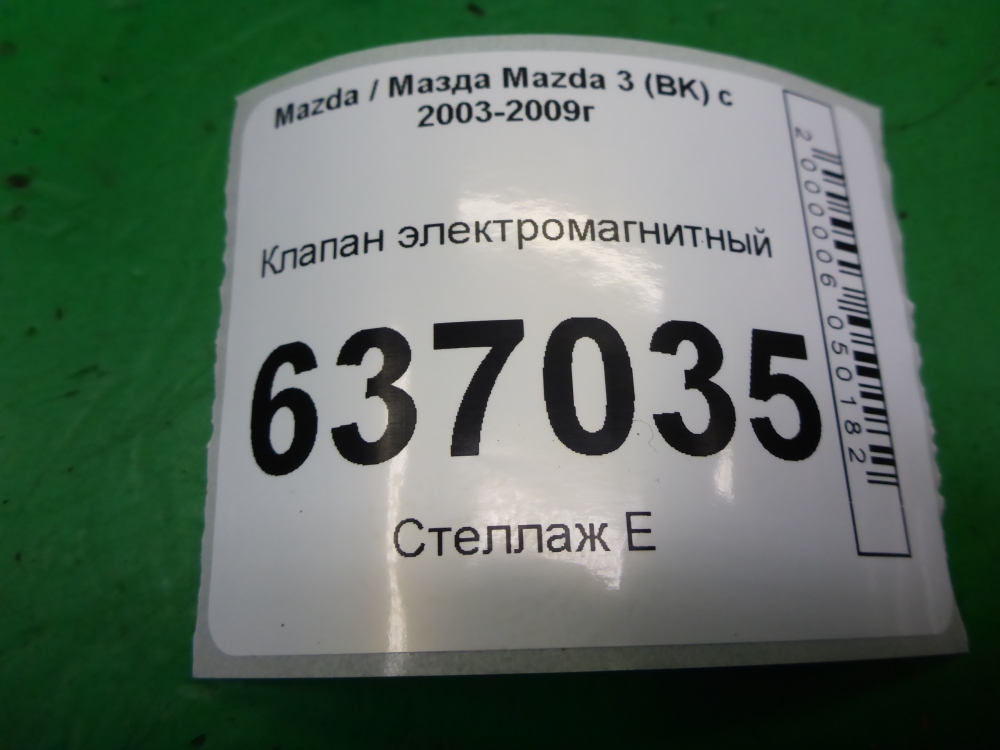 Mazda / Мазда Mazda 3 (BK) с
2003-2009г
Клапан электромагнитный
637035
Стеллаж Е
2000006050182